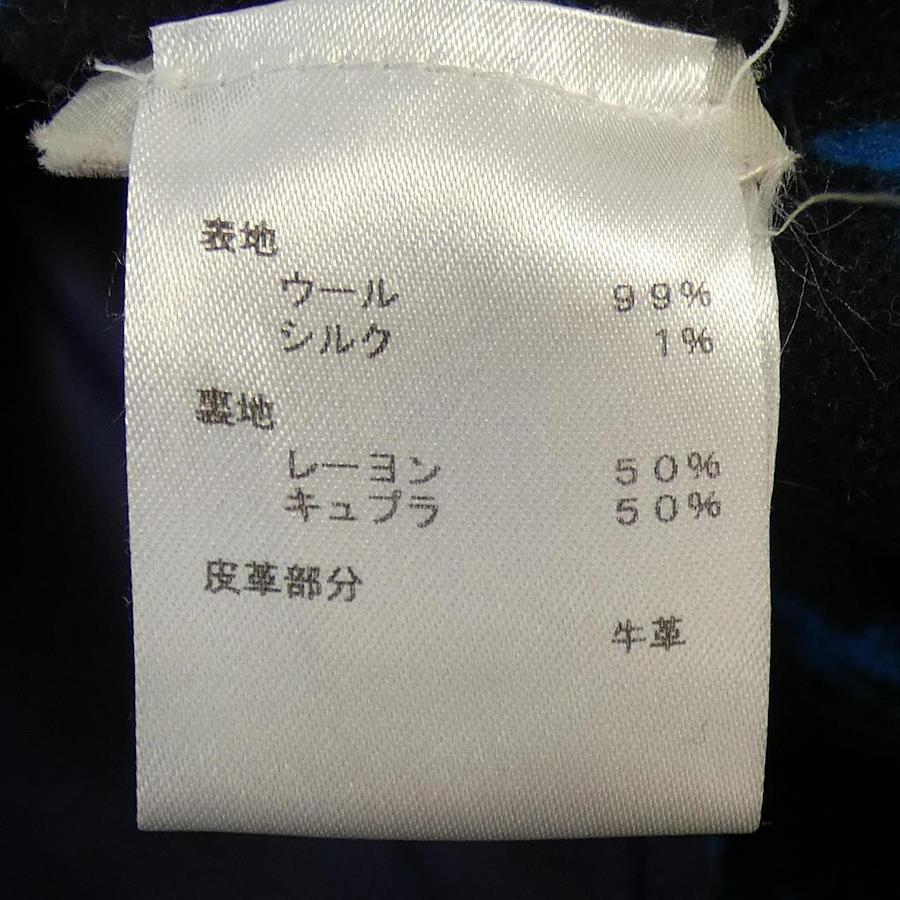 表地
ウール 99%
シルク 1%
裏地
レーヨン 50%
キュプラ 50%
皮革部分
牛革